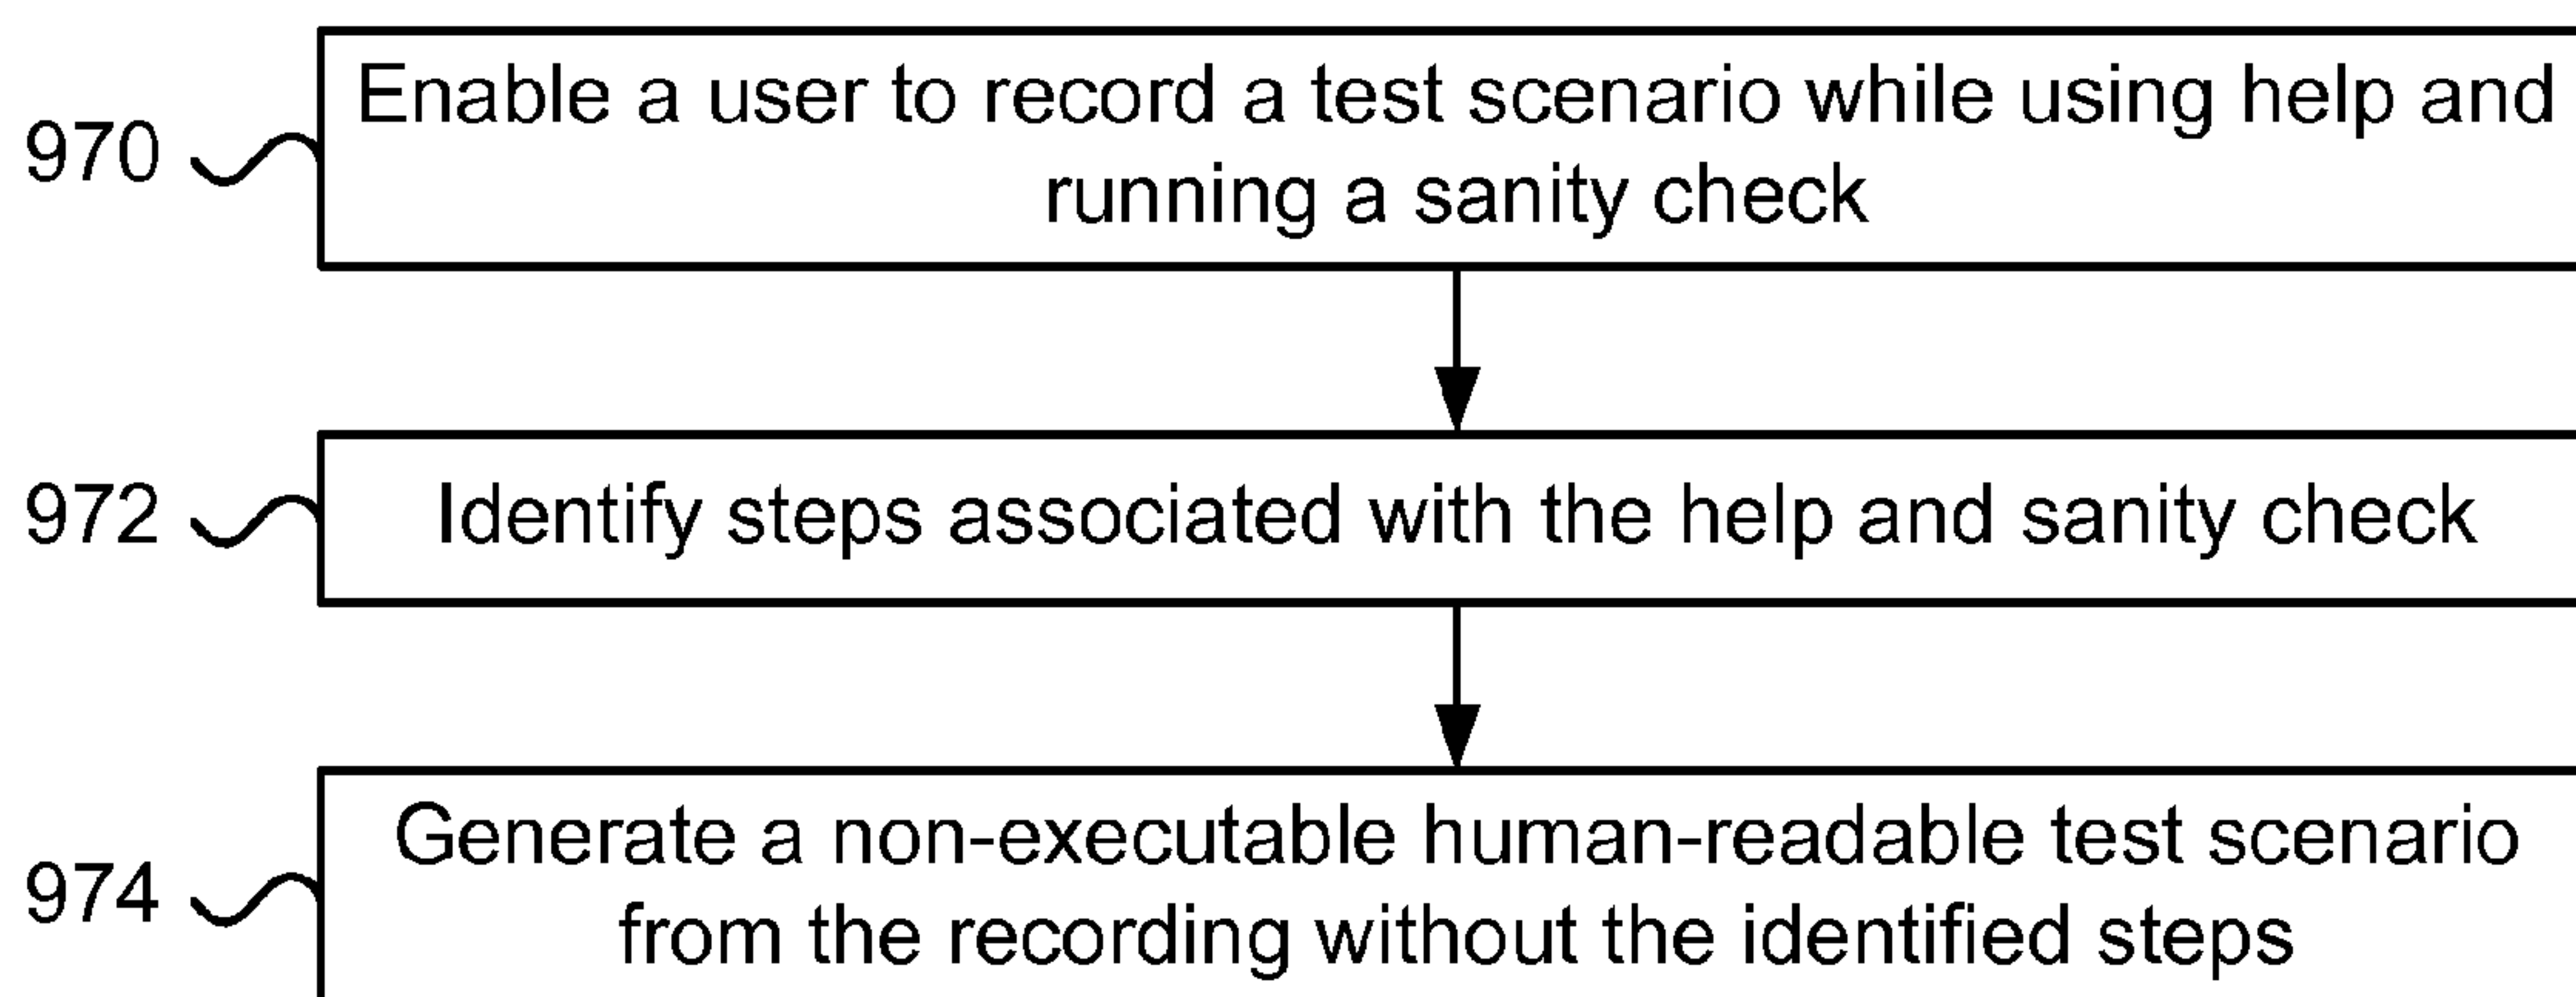 970
Enable a user to record a test scenario while using help and
running a sanity check
972
Identify steps associated with the help and sanity check
974
Generate a non-executable human-readable test scenario
from the recording without the identified steps